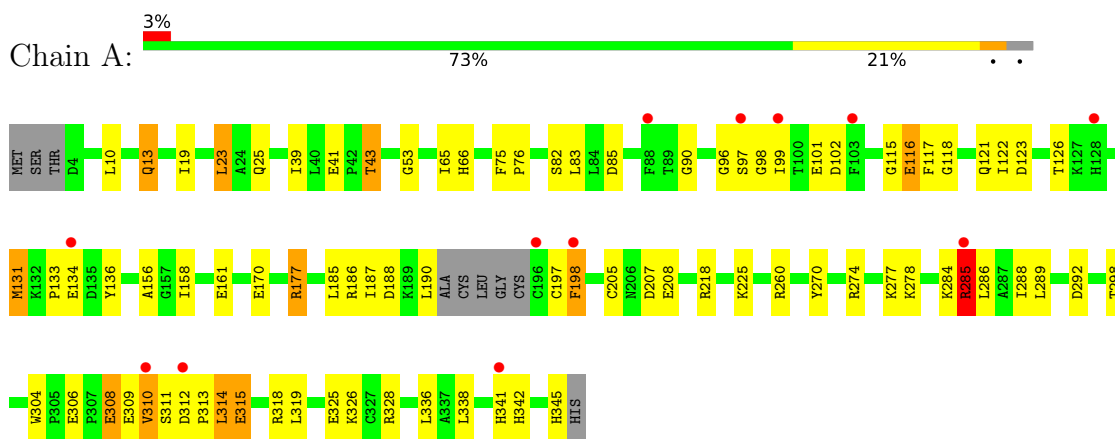 3%
Chain A:
73% 21% • •
MET SER THR D4 L10 Q13 I19 L23 A24 Q25 I39 L40 E41 P42 T43 G53 I65 H66 F75 P76 S82 L83 L84 D85 F88 T89 G90 G96 S97 G98 I99 T100 E101 D102 F103 G115 E116 F117 G118 Q121 I122 D123 T126 K127 H128
M131 K132 P133 E134 D135 Y136 A156 G157 I158 E161 E170 R177 L185 R186 I187 D188 K189 L190 ALA CYS LEU GLY CYS C196 C197 F198 C205 N206 D207 E208 R218 K225 R260 Y270 R274 K277 K278 K284 R285 L286 A287 I288 L289 D292 T298
W304 P305 E306 P307 E308 E309 V310 S311 D312 P313 L314 E315 R318 L319 E325 K326 C327 R328 L336 A337 L338 H341 H342 H345 HIS